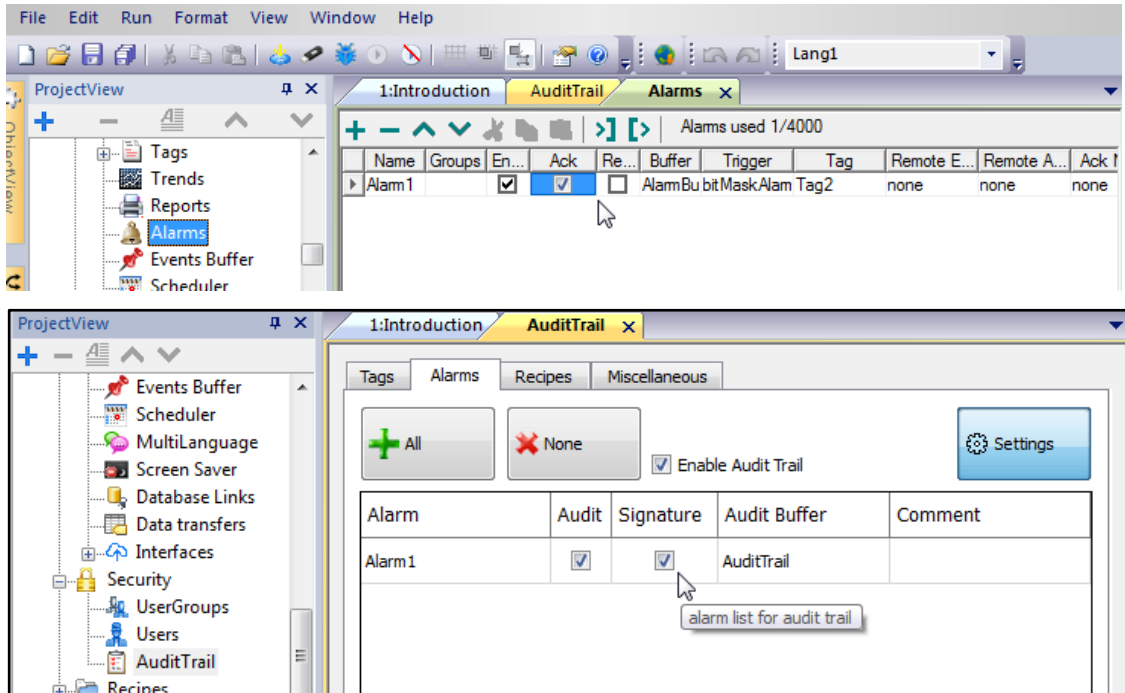 File Edit Run Format View Window Help
Lang1
ProjectView
1:Introduction AuditTrail Alarms
ObjectView
Alarms used 1/4000
Tags
Trends
Reports
Alarms
Events Buffer
Scheduler
Name Groups En... Ack Re... Buffer Trigger Tag Remote E... Remote A... Ack N
Alarm1 AlarmBu bitMaskAlam Tag2 none none none
ProjectView
1:Introduction AuditTrail
Events Buffer
Scheduler
MultiLanguage
Screen Saver
Database Links
Data transfers
Interfaces
Security
UserGroups
Users
AuditTrail
Recipes
Tags Alarms Recipes Miscellaneous
All None Enable Audit Trail Settings
Alarm Audit Signature Audit Buffer Comment
Alarm1 AuditTrail
alarm list for audit trail